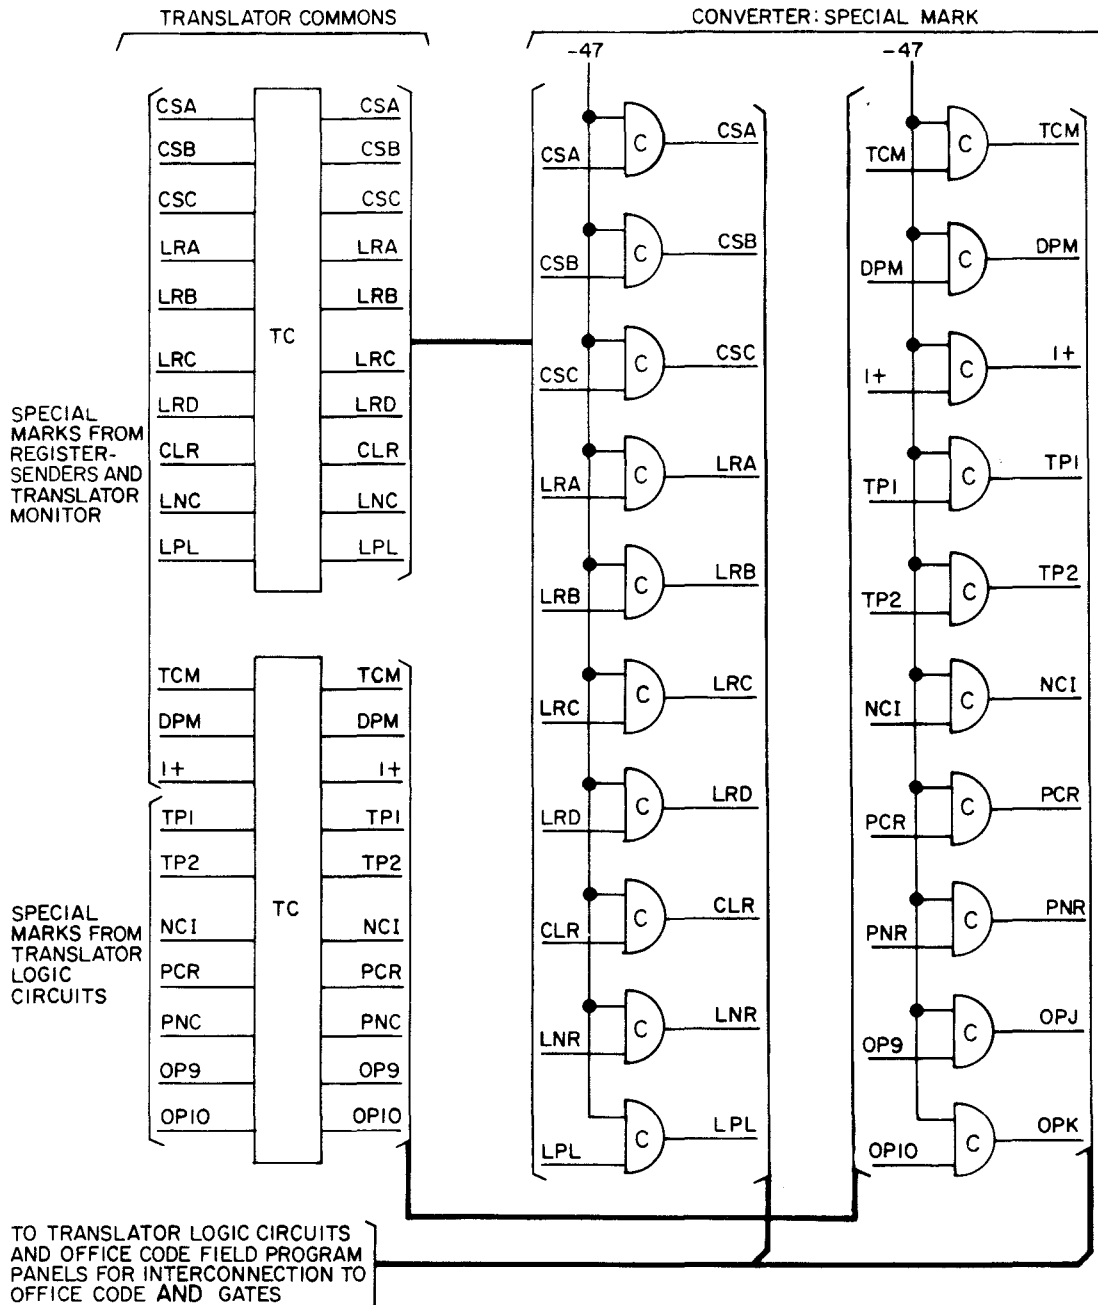 TRANSLATOR COMMONS
CONVERTER: SPECIAL MARK
-47
-47
CSA CSA
CSB CSB
CSC CSC
LRA LRA
LRB LRB
TC
LRC LRC
LRD LRD
CLR CLR
LNC LNC
LPL LPL
SPECIAL
MARKS FROM
REGISTER-
SENDERS AND
TRANSLATOR
MONITOR
TCM TCM
DPM DPM
1+ 1+
TP1 TP1
TP2 TP2
TC
NCI NCI
PCR PCR
PNC PNC
OP9 OP9
OP10 OP10
SPECIAL
MARKS FROM
TRANSLATOR
LOGIC
CIRCUITS
CSA C CSA
CSB C CSB
CSC C CSC
LRA C LRA
LRB C LRB
LRC C LRC
LRD C LRD
CLR C CLR
LNR C LNR
LPL C LPL
TCM C TCM
DPM C DPM
1+ C 1+
TP1 C TP1
TP2 C TP2
NCI C NCI
PCR C PCR
PNR C PNR
OP9 C OPJ
OP10 C OPK
TO TRANSLATOR LOGIC CIRCUITS
AND OFFICE CODE FIELD PROGRAM
PANELS FOR INTERCONNECTION TO
OFFICE CODE AND GATES